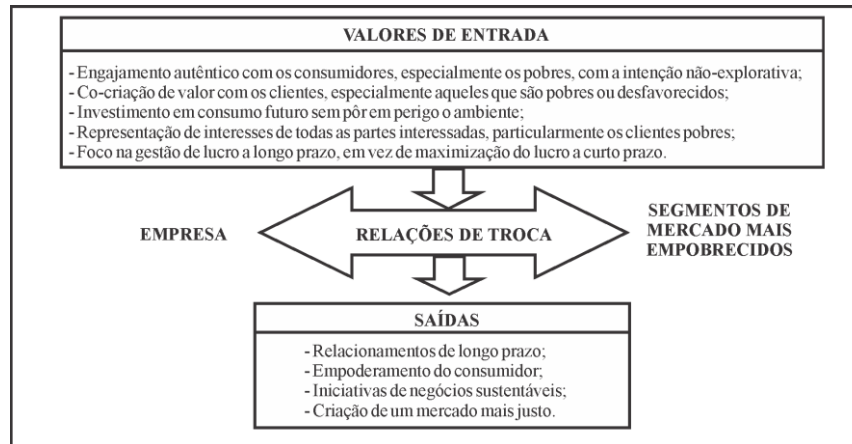 VALORES DE ENTRADA
- Engajamento autêntico com os consumidores, especialmente os pobres, com a intenção não-explorativa;
- Co-criação de valor com os clientes, especialmente aqueles que são pobres ou desfavorecidos;
- Investimento em consumo futuro sem pôr em perigo o ambiente;
- Representação de interesses de todas as partes interessadas, particularmente os clientes pobres;
- Foco na gestão de lucro a longo prazo, em vez de maximização do lucro a curto prazo.
EMPRESA
RELAÇÕES DE TROCA
SEGMENTOS DE
MERCADO MAIS
EMPOBRECIDOS
SAÍDAS
- Relacionamentos de longo prazo;
- Empoderamento do consumidor;
- Iniciativas de negócios sustentáveis;
- Criação de um mercado mais justo.